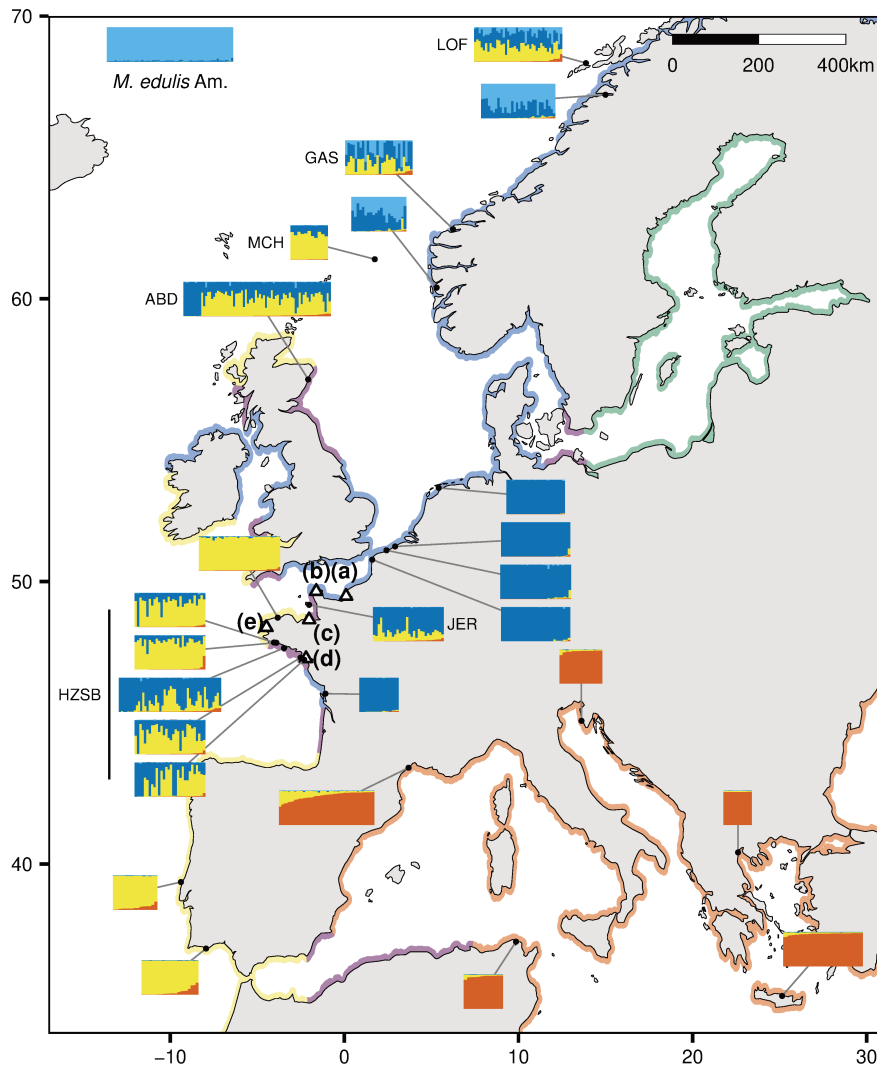 70
LOF
0 200 400km
M. edulis Am.
GAS
MCH
60
ABD
50
(b)(a)
(e)
(c)
JER
(d)
HZSB
40
−10 0 10 20 30